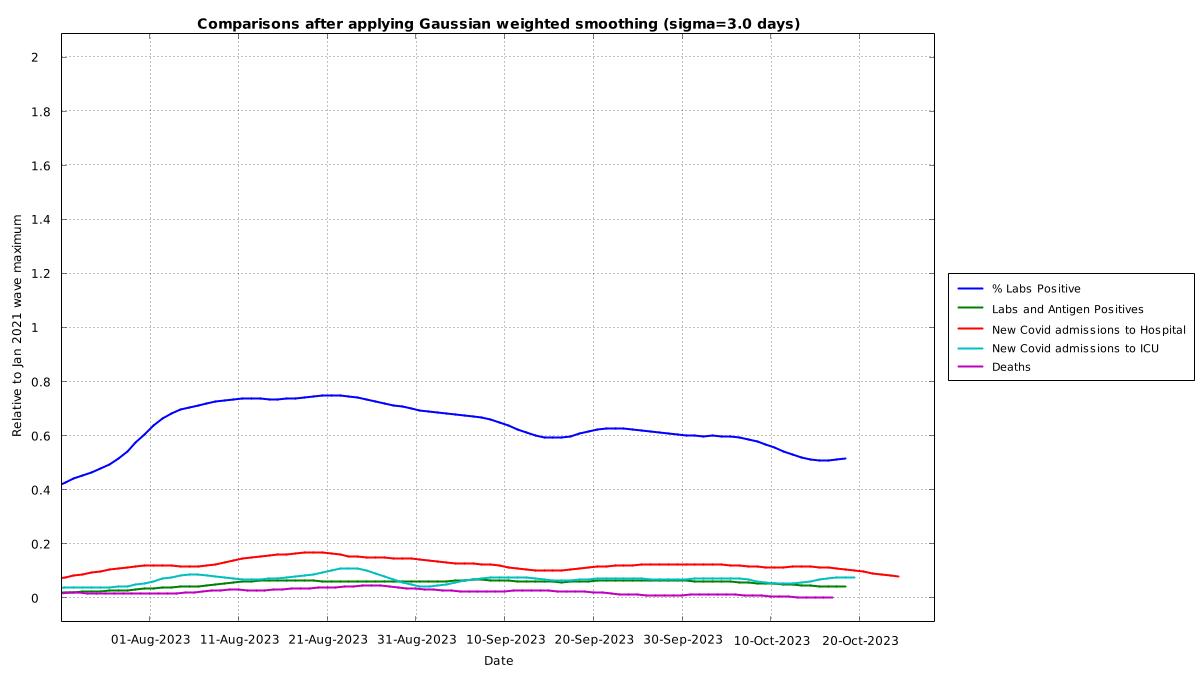 Comparisons after applying Gaussian weighted smoothing (sigma=3.0 days)
2
1.8
1.6
1.4
1.2
1
0.8
0.6
0.4
0.2
0
Relative to Jan 2021 wave maximum
01-Aug-2023 11-Aug-2023 21-Aug-2023 31-Aug-2023 10-Sep-2023 20-Sep-2023 30-Sep-2023 10-Oct-2023 20-Oct-2023
Date
% Labs Positive
Labs and Antigen Positives
New Covid admissions to Hospital
New Covid admissions to ICU
Deaths